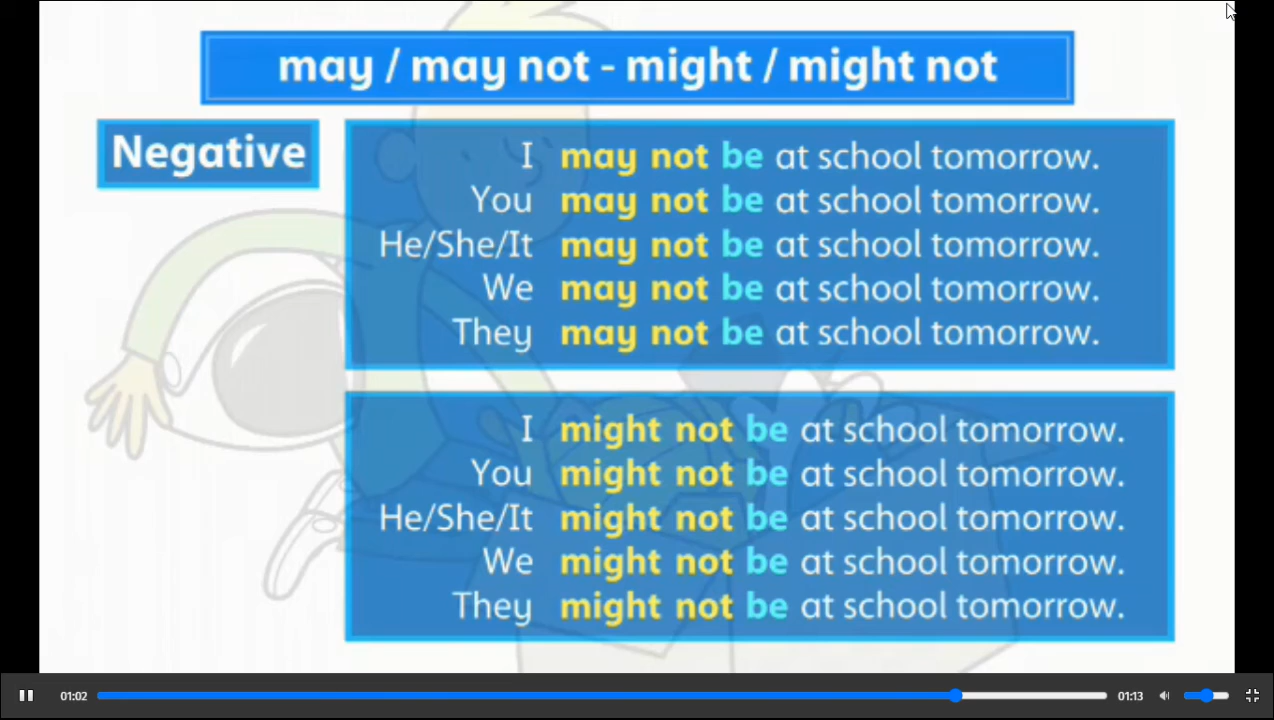 may / may not - might / might not
Negative
I may not be at school tomorrow.
You may not be at school tomorrow.
He/She/It may not be at school tomorrow.
We may not be at school tomorrow.
They may not be at school tomorrow.
I might not be at school tomorrow.
You might not be at school tomorrow.
He/She/It might not be at school tomorrow.
We might not be at school tomorrow.
They might not be at school tomorrow.
01:02 01:13